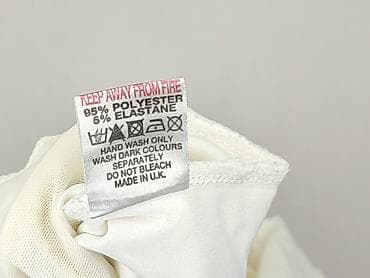 KEEP AWAY FROM FIRE
95% POLYESTER
5% ELASTANE
HAND WASH ONLY
WASH DARK COLOURS
SEPARATELY
DO NOT BLEACH
MADE IN U.K.